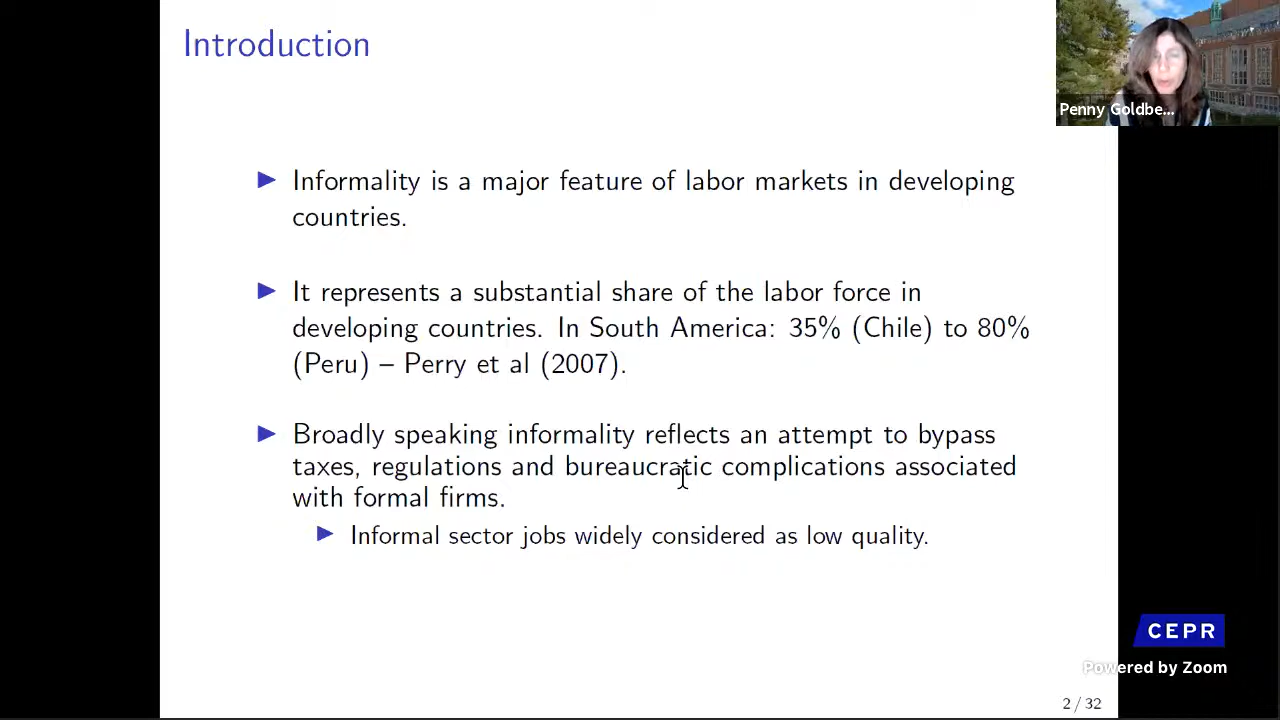 Introduction
Penny Goldbe...
▶ Informality is a major feature of labor markets in developing
countries.
▶ It represents a substantial share of the labor force in
developing countries. In South America: 35% (Chile) to 80%
(Peru) – Perry et al (2007).
▶ Broadly speaking informality reflects an attempt to bypass
taxes, regulations and bureaucratic complications associated
with formal firms.
▶ Informal sector jobs widely considered as low quality.
CEPR
Powered by Zoom
2 / 32